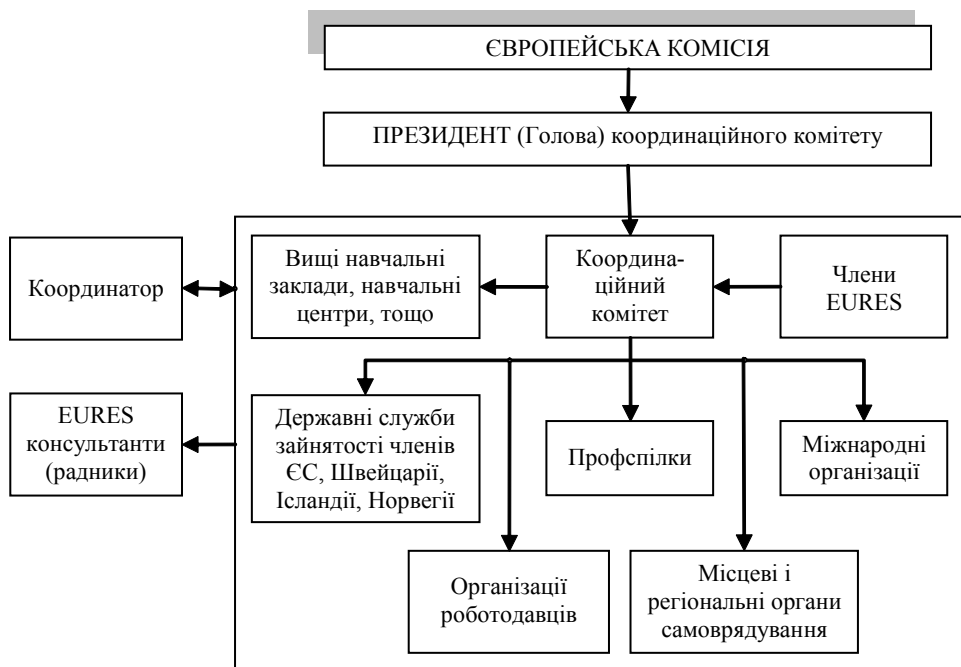 ЄВРОПЕЙСЬКА КОМІСІЯ
ПРЕЗИДЕНТ (Голова) координаційного комітету
Координатор
Вищі навчальні
заклади, навчальні
центри, тощо
Координа-
ційний
комітет
Члени
EURES
EURES
консультанти
(радники)
Державні служби
зайнятості членів
ЄС, Швейцарії,
Ісландії, Норвегії
Профспілки
Міжнародні
організації
Організації
роботодавців
Місцеві і
регіональні органи
самоврядування